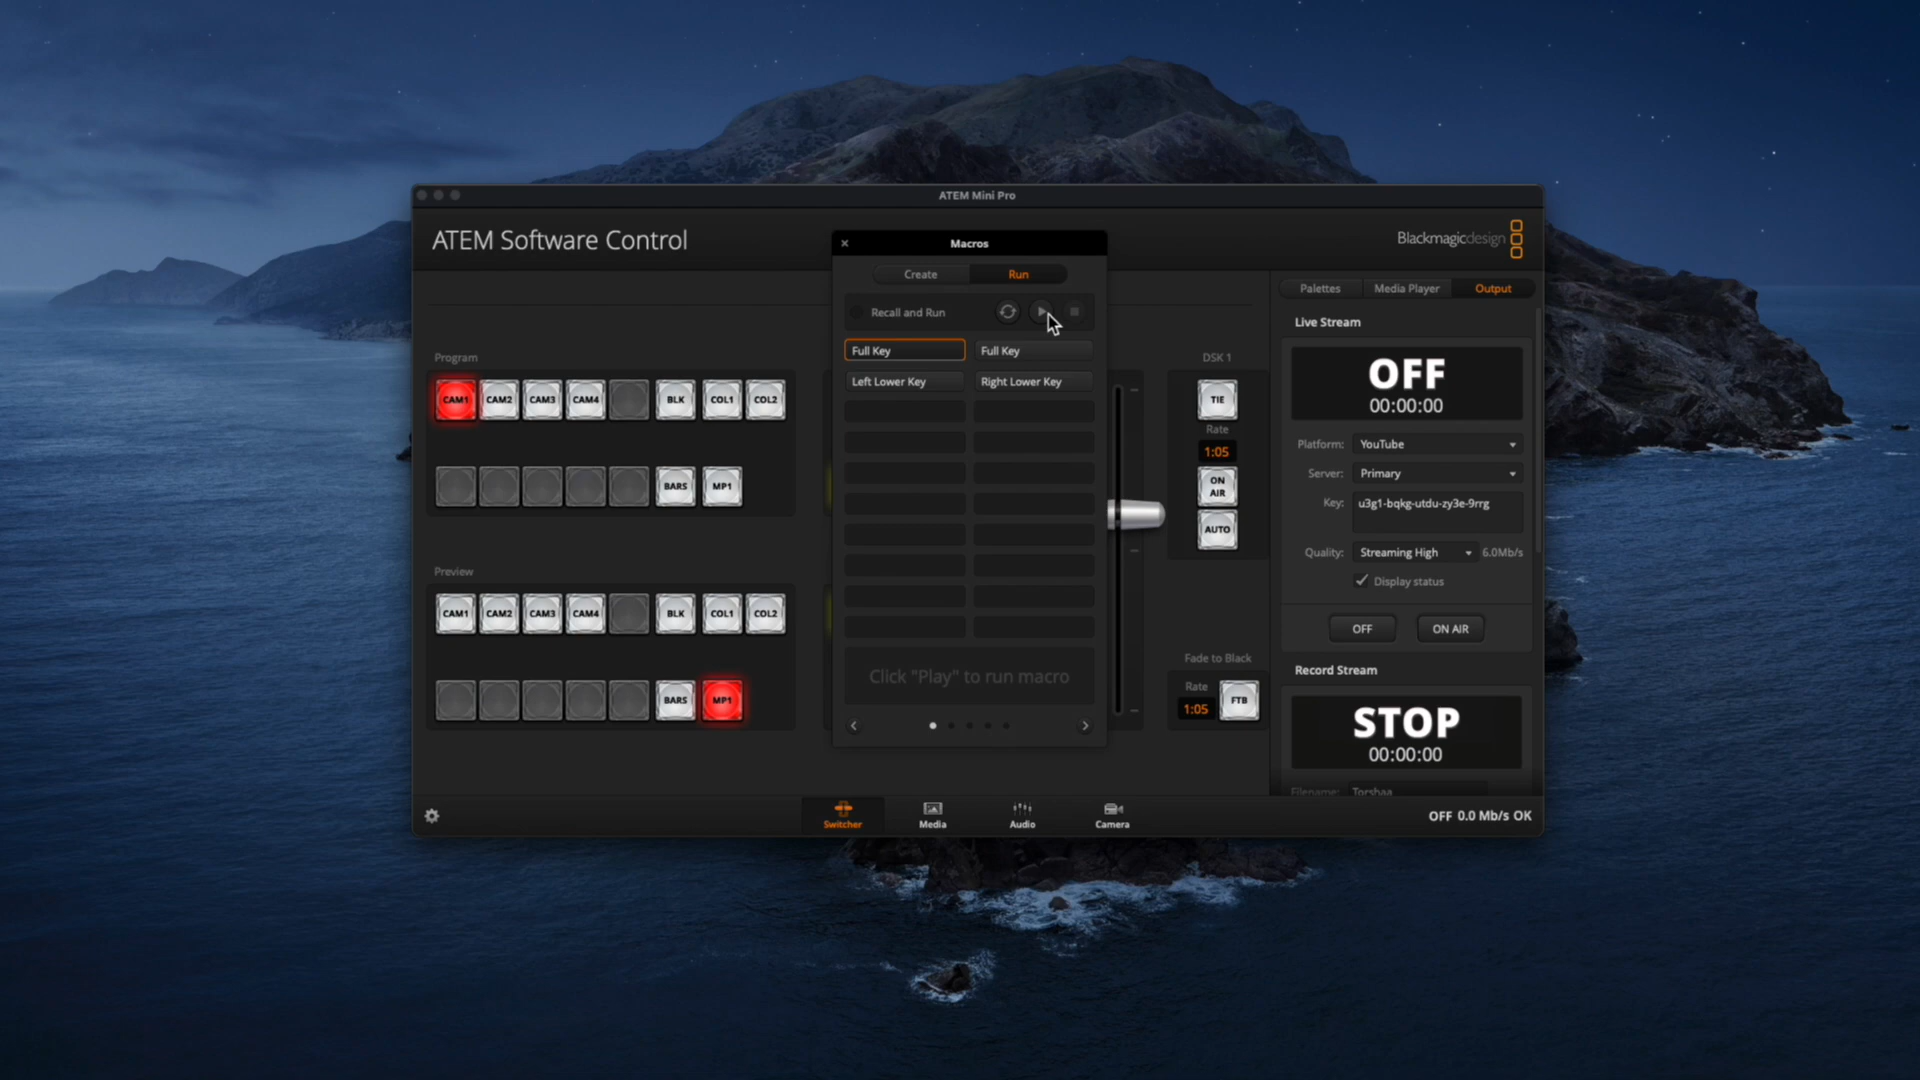 ATEM Mini Pro
ATEM Software Control
Blackmagicdesign
Macros
Create
Run
Recall and Run
Full Key
Full Key
Left Lower Key
Right Lower Key
Click "Play" to run macro
Program
CAM1
CAM2
CAM3
CAM4
BLK
COL1
COL2
BARS
MP1
Preview
CAM1
CAM2
CAM3
CAM4
BLK
COL1
COL2
BARS
MP1
DSK 1
TIE
Rate
1:05
ON
AIR
AUTO
Fade to Black
Rate
1:05
FTB
Palettes
Media Player
Output
Live Stream
OFF
00:00:00
Platform: YouTube
Server: Primary
Key: u3g1-bqkg-utdu-zy3e-9rrg
Quality: Streaming High 6.0Mb/s
Display status
OFF
ON AIR
Record Stream
STOP
00:00:00
Filename: Torshaa
Switcher
Media
Audio
Camera
OFF 0.0 Mb/s OK